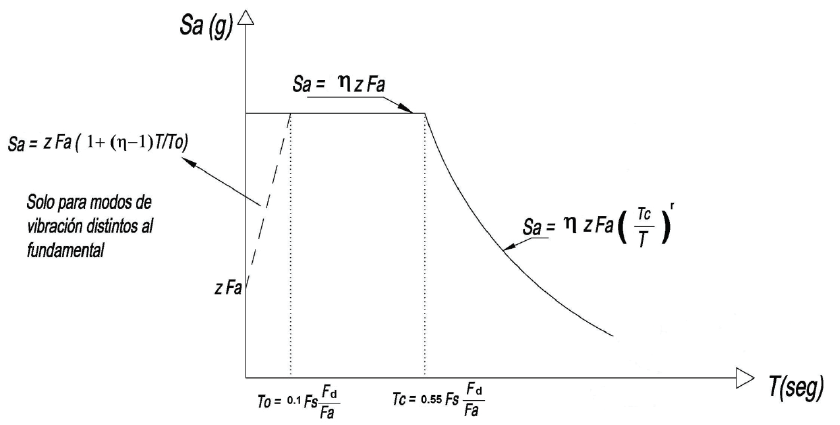 Sa (g)
Sa = η z Fa
Sa = z Fa ( 1+ (η−1)T/To)
Solo para modos de
vibración distintos al
fundamental
Sa = η z Fa ( Tc / T ) r
z Fa
To = 0.1 Fs Fd / Fa
Tc = 0.55 Fs Fd / Fa
T(seg)